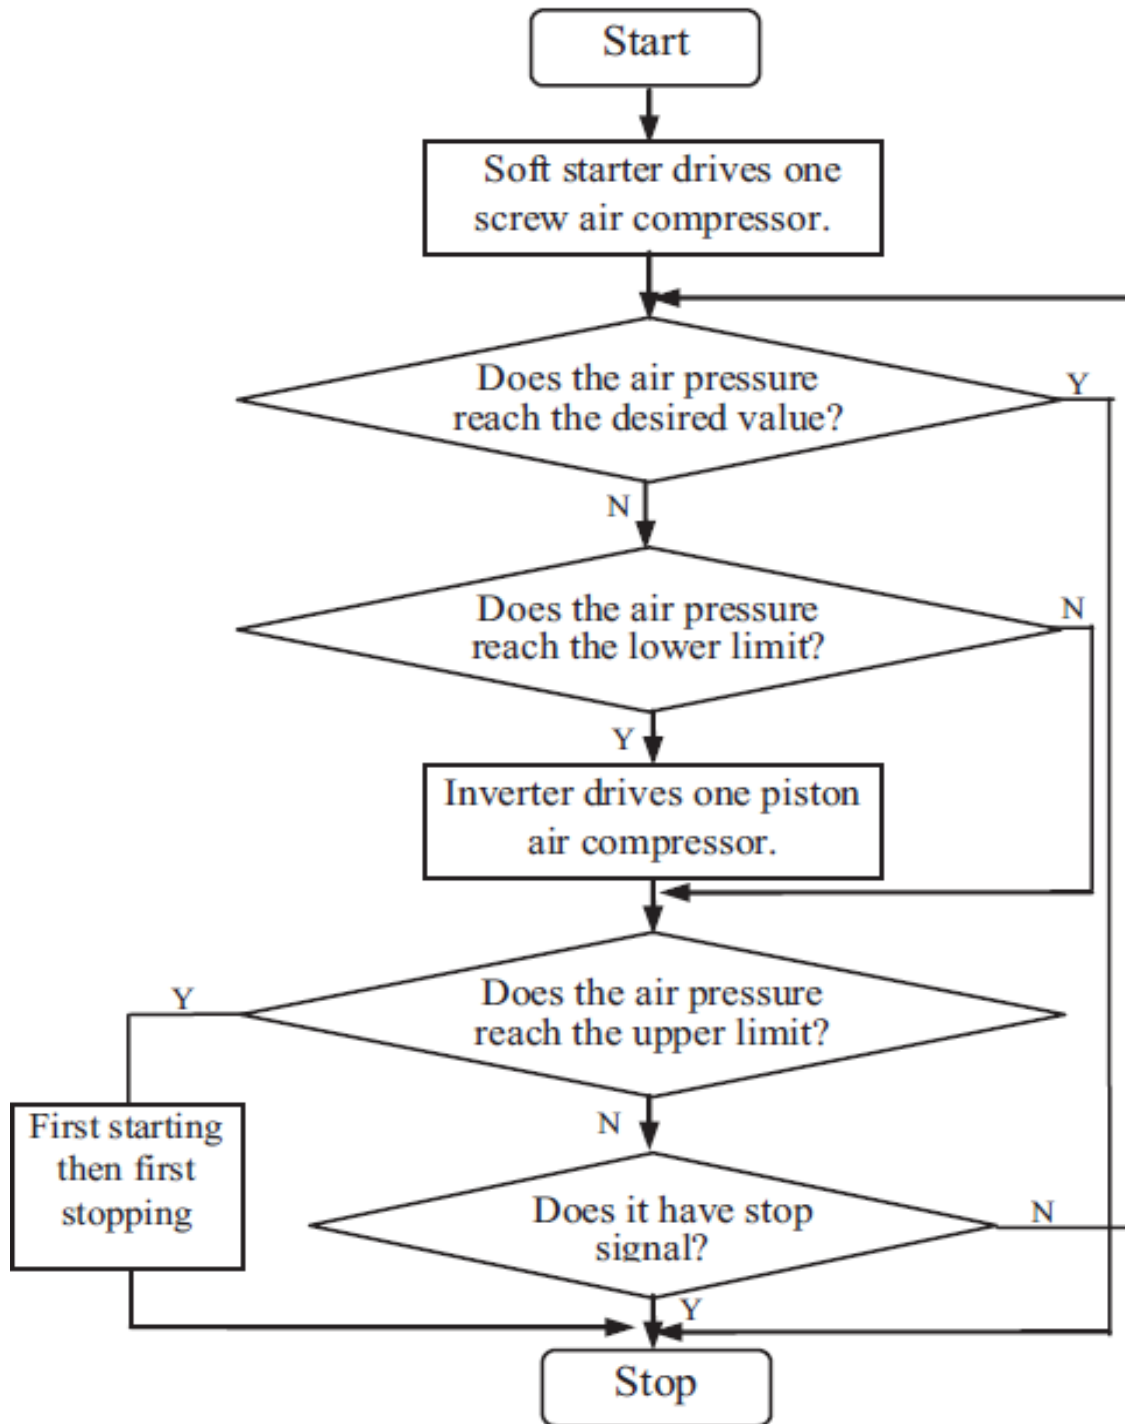 Start
Soft starter drives one
screw air compressor.
Does the air pressure
reach the desired value?
Y
N
Does the air pressure
reach the lower limit?
N
Y
Inverter drives one piston
air compressor.
Does the air pressure
reach the upper limit?
Y
N
First starting
then first
stopping
Does it have stop
signal?
N
Y
Stop